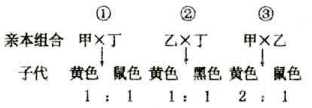 ① ② ③
亲本组合 甲×丁 乙×丁 甲×乙
子代 黄色 鼠色 黄色 黑色 黄色 鼠色
1 : 1 1 : 1 2 : 1